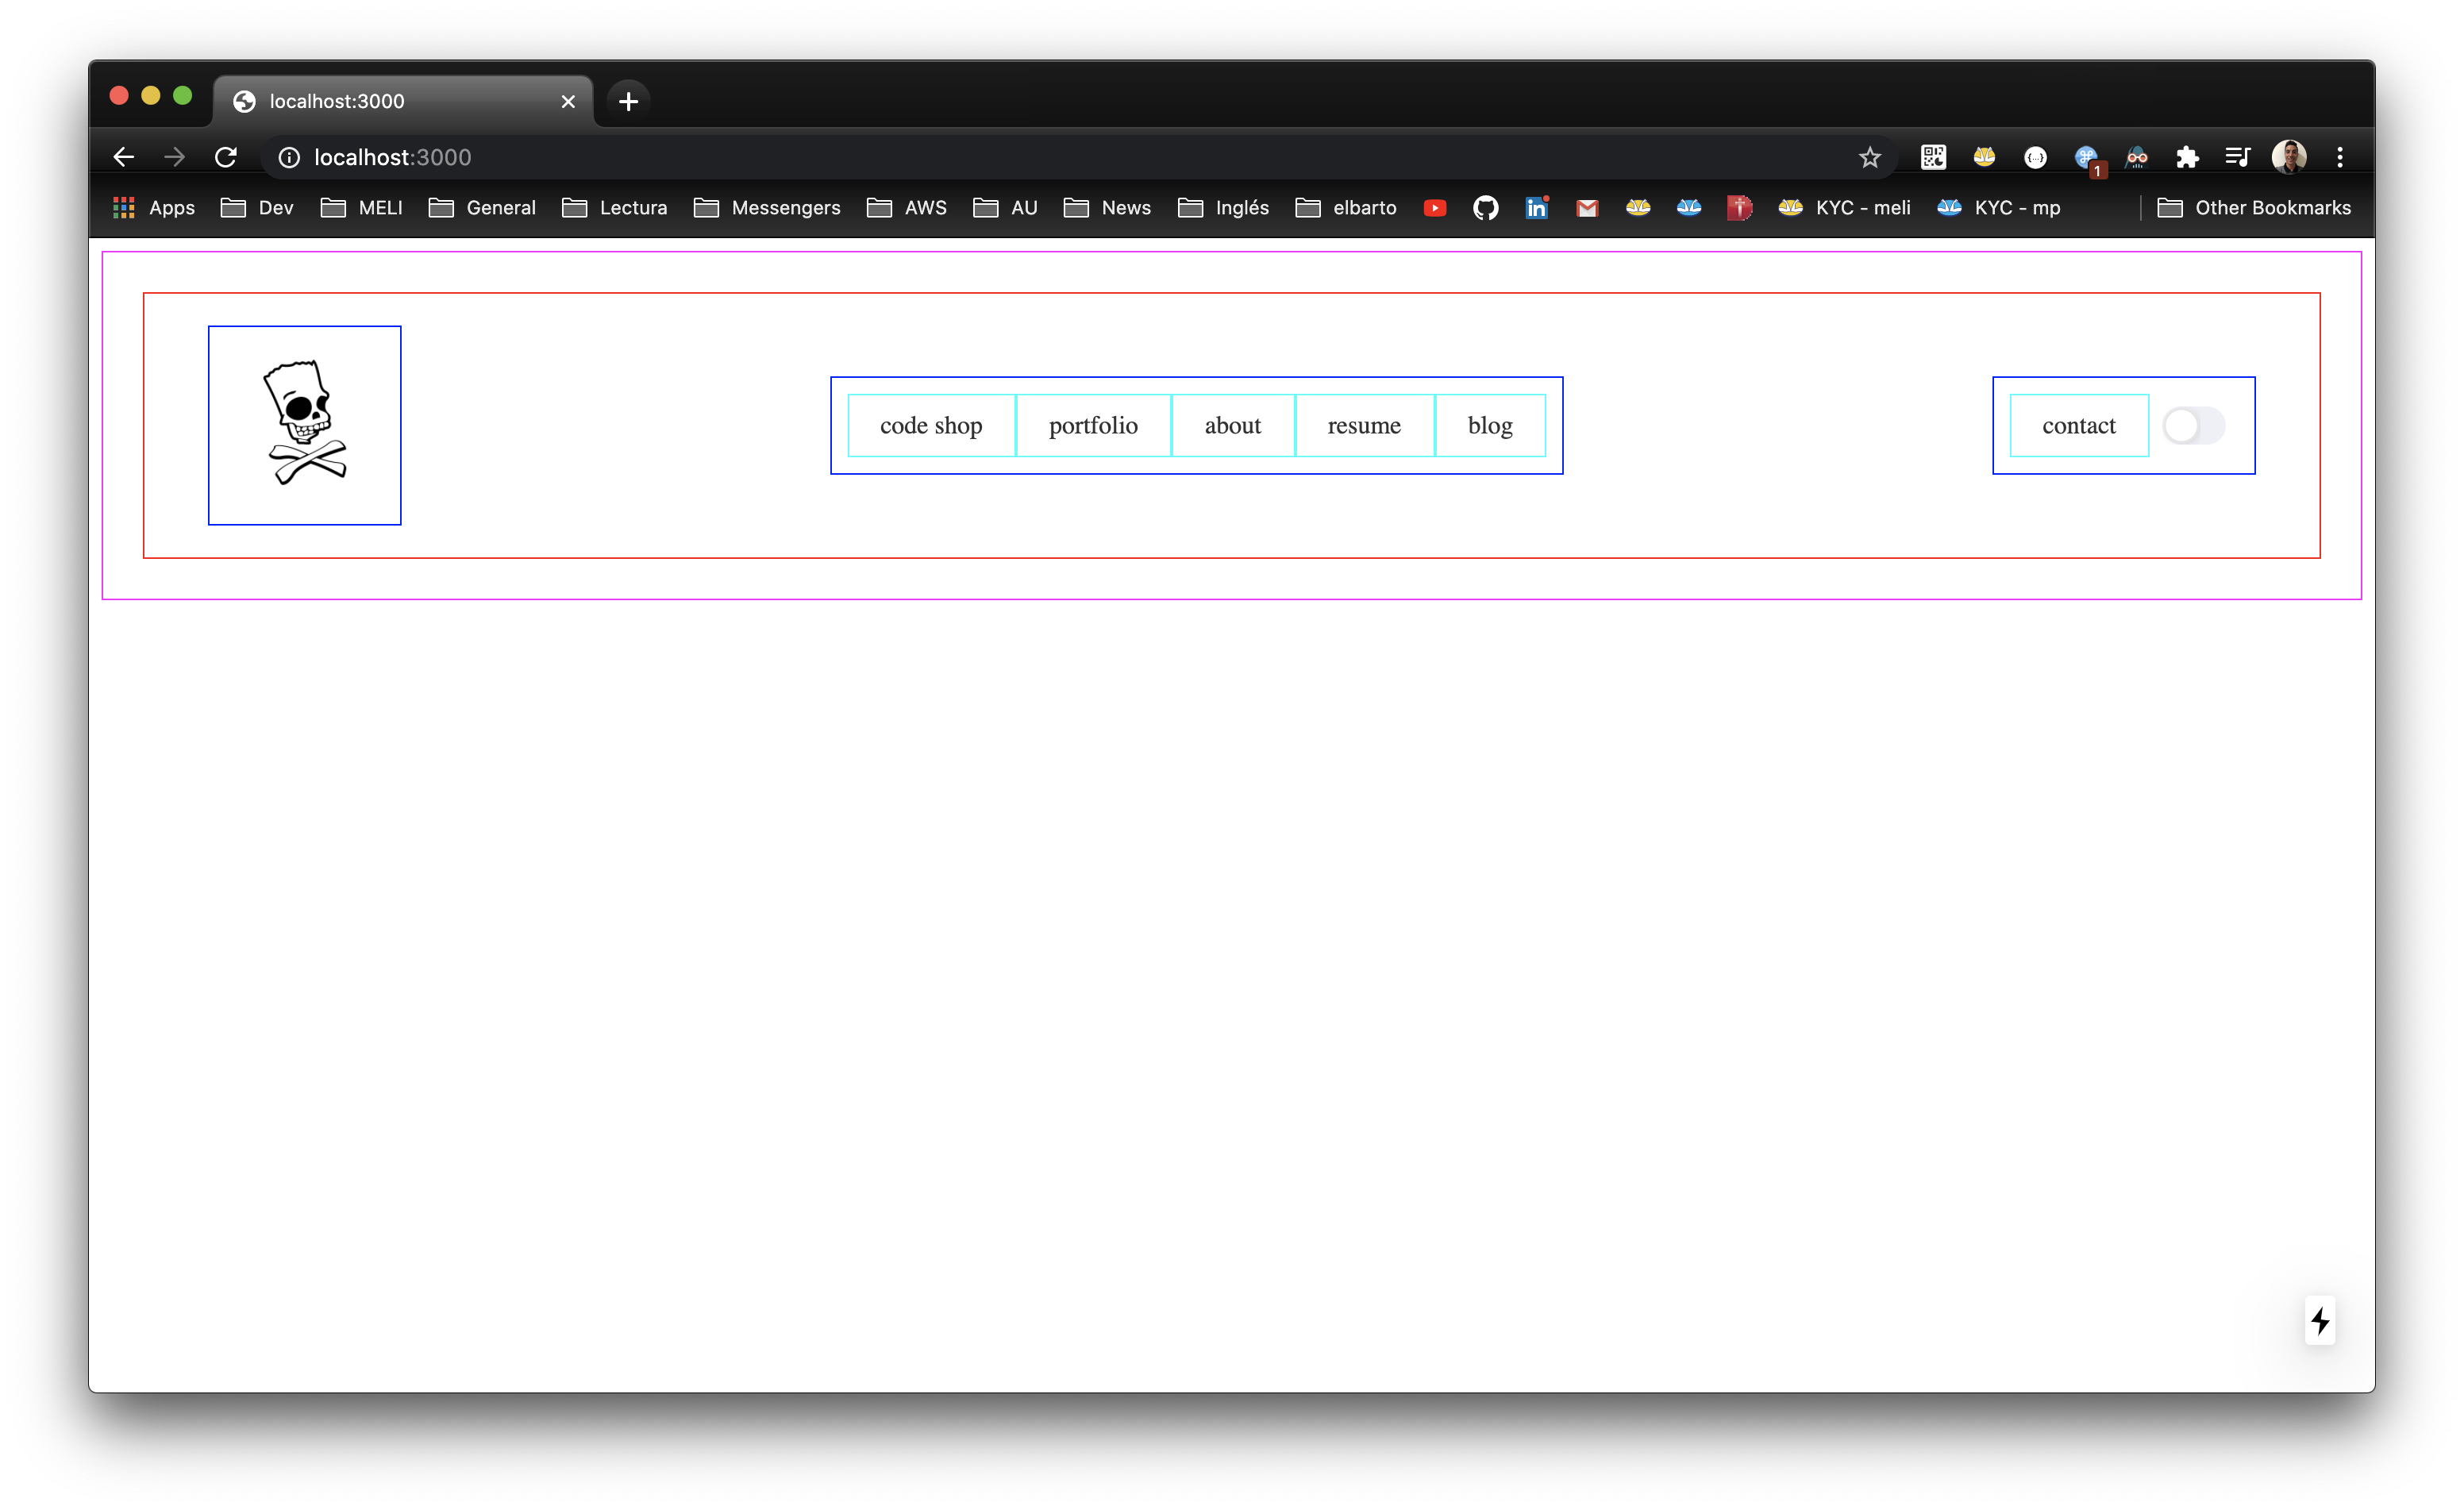 localhost:3000
localhost:3000
1
Apps Dev MELI General Lectura Messengers AWS AU News Inglés elbarto KYC - meli KYC - mp Other Bookmarks
code shop portfolio about resume blog contact